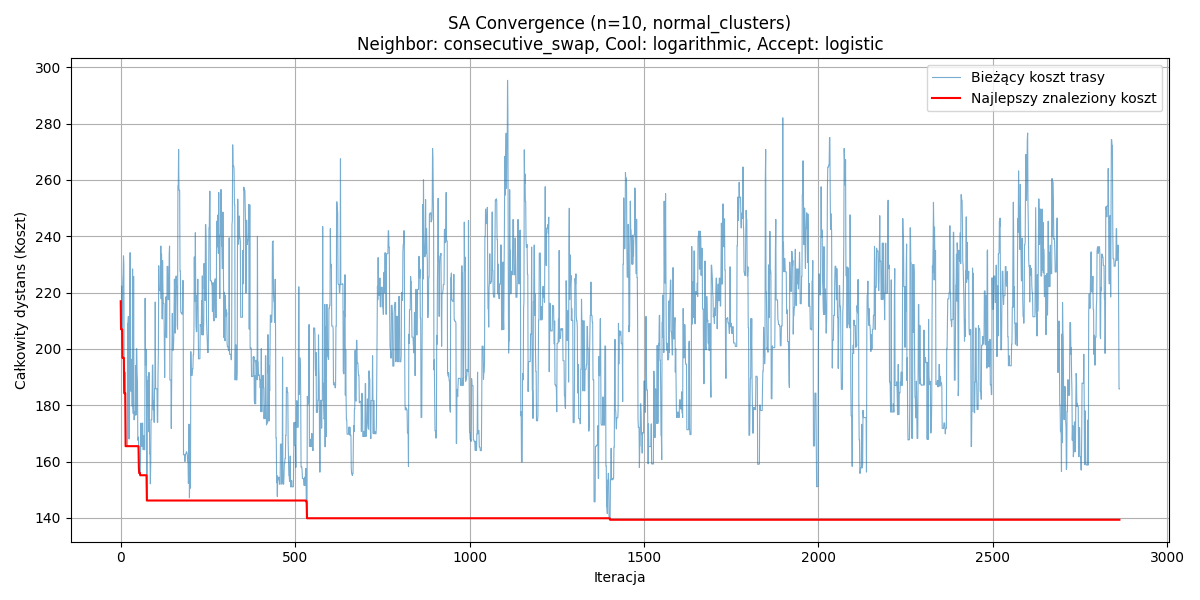 SA Convergence (n=10, normal_clusters)
Neighbor: consecutive_swap, Cool: logarithmic, Accept: logistic
Bieżący koszt trasy
Najlepszy znaleziony koszt
Całkowity dystans (Koszt)
300
280
260
240
220
200
180
160
140
0
500
1000
1500
2000
2500
3000
Iteracja